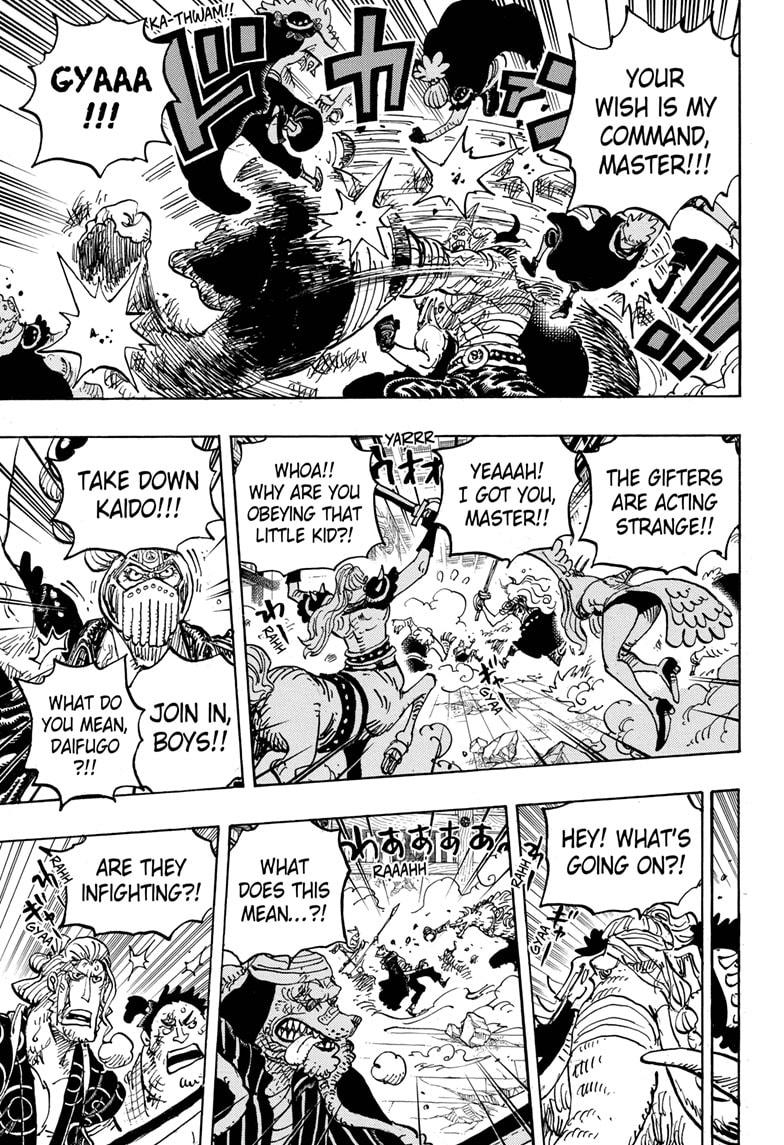 YOUR
WISH IS MY
COMMAND,
MASTER!!!
KA-THWAM!!
ドカァン!!!
GYAAA
!!!
THE GIFTERS
ARE ACTING
STRANGE!!
YEAAAH!
I GOT YOU,
MASTER!!
YARRR
WHOA!!
WHY ARE YOU
OBEYING THAT
LITTLE KID?!
RAHH
GYAA
TAKE DOWN
KAIDO!!!
JOIN IN,
BOYS!!
WHAT DO
YOU MEAN,
DAIFUGO
?!!
HEY! WHAT'S
GOING ON?!
RAHH
GYAA
わああああ
RAAAHH
WHAT
DOES THIS
MEAN...?!
ARE THEY
INFIGHTING?!
RAHH
GYAA